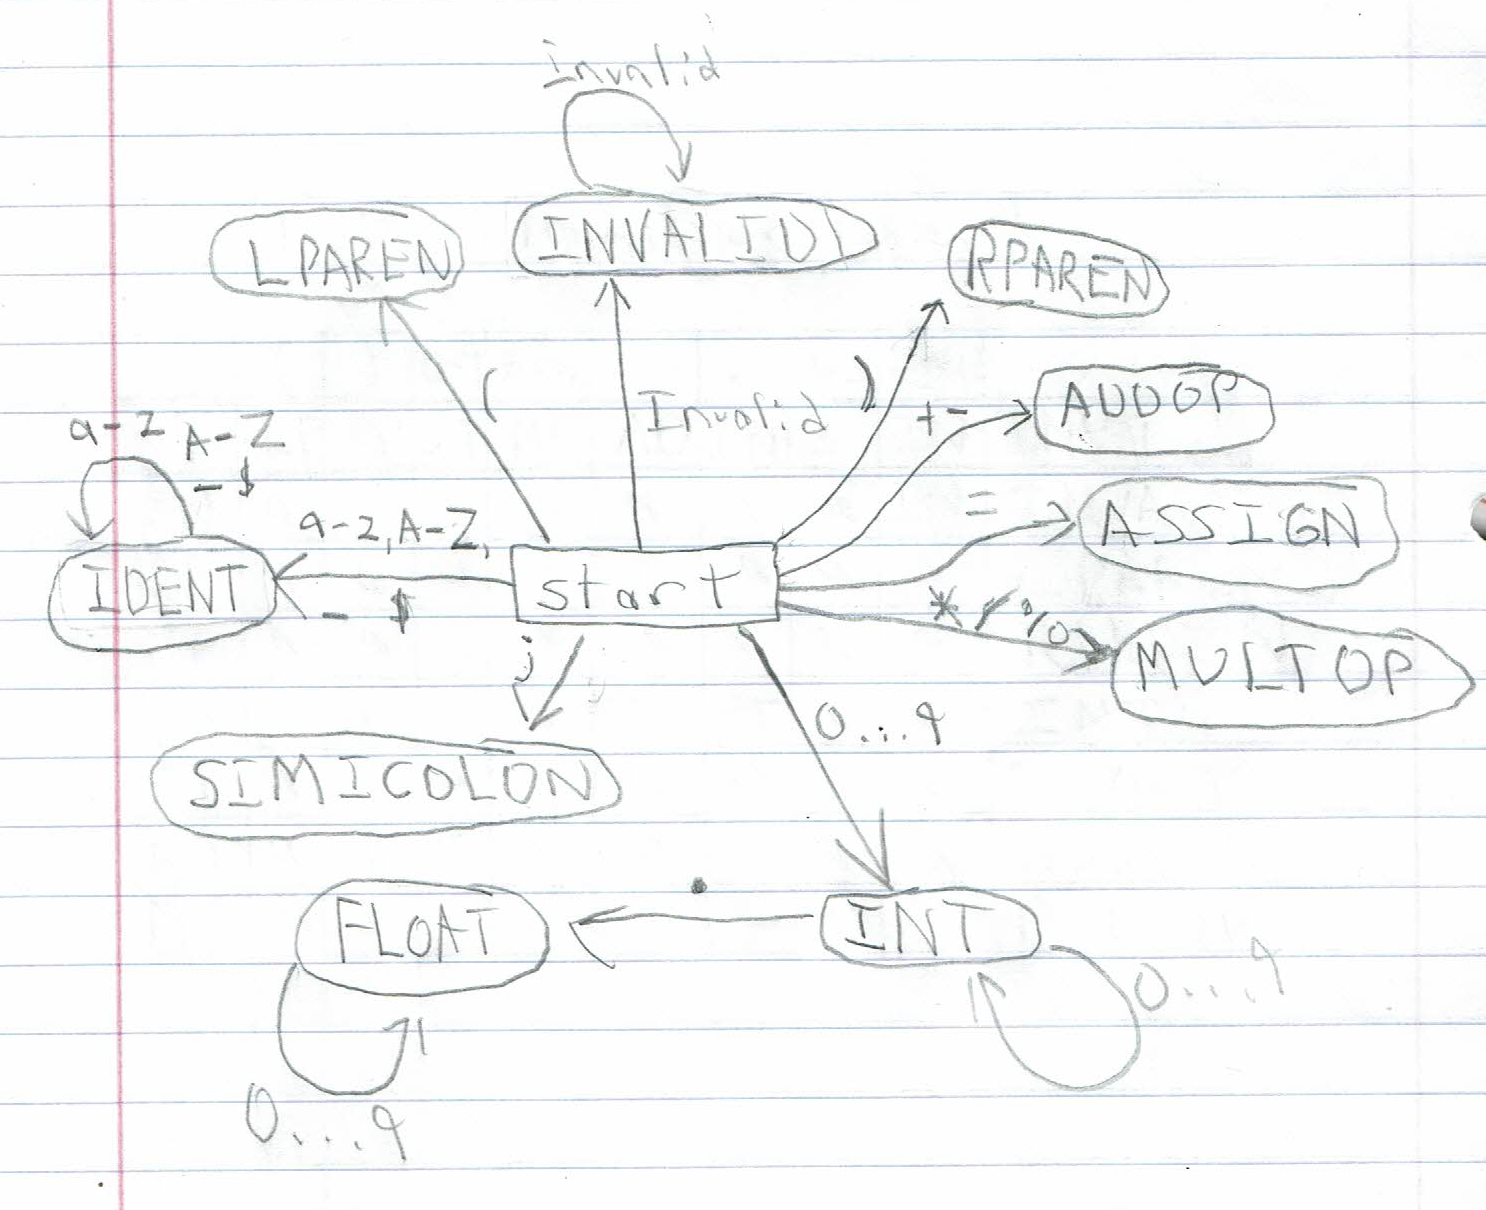 Invalid
LPAREN
INVALID
RPAREN
(
Invalid
)
+ -
ADDOP
a-z A-Z
- $
=
ASSIGN
a-z, A-Z,
_ $
IDENT
start
* / %
MULTOP
;
0...9
SIMICOLON
.
FLOAT
INT
0...9
0...9